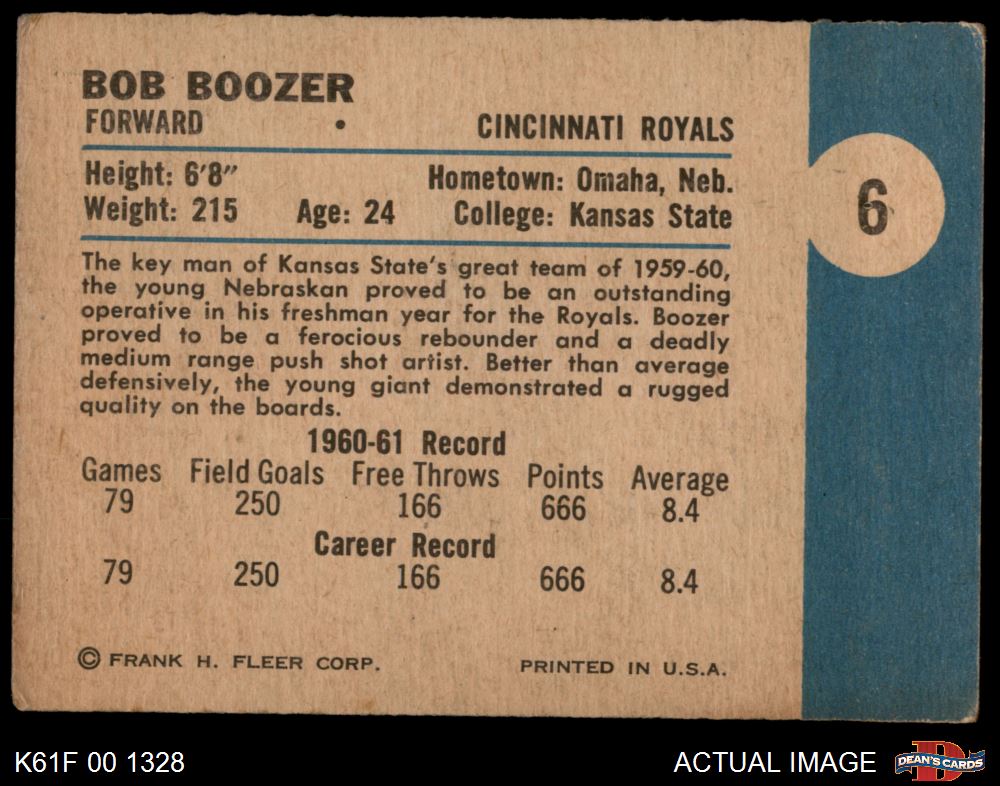 BOB BOOZER
FORWARD • CINCINNATI ROYALS
Height: 6'8" Hometown: Omaha, Neb.
Weight: 215 Age: 24 College: Kansas State
6
The key man of Kansas State's great team of 1959-60,
the young Nebraskan proved to be an outstanding
operative in his freshman year for the Royals. Boozer
proved to be a ferocious rebounder and a deadly
medium range push shot artist. Better than average
defensively, the young giant demonstrated a rugged
quality on the boards.
1960-61 Record
Games Field Goals Free Throws Points Average
79 250 166 666 8.4
Career Record
79 250 166 666 8.4
© FRANK H. FLEER CORP. PRINTED IN U.S.A.
K61F 00 1328 ACTUAL IMAGE D DEAN'S CARDS